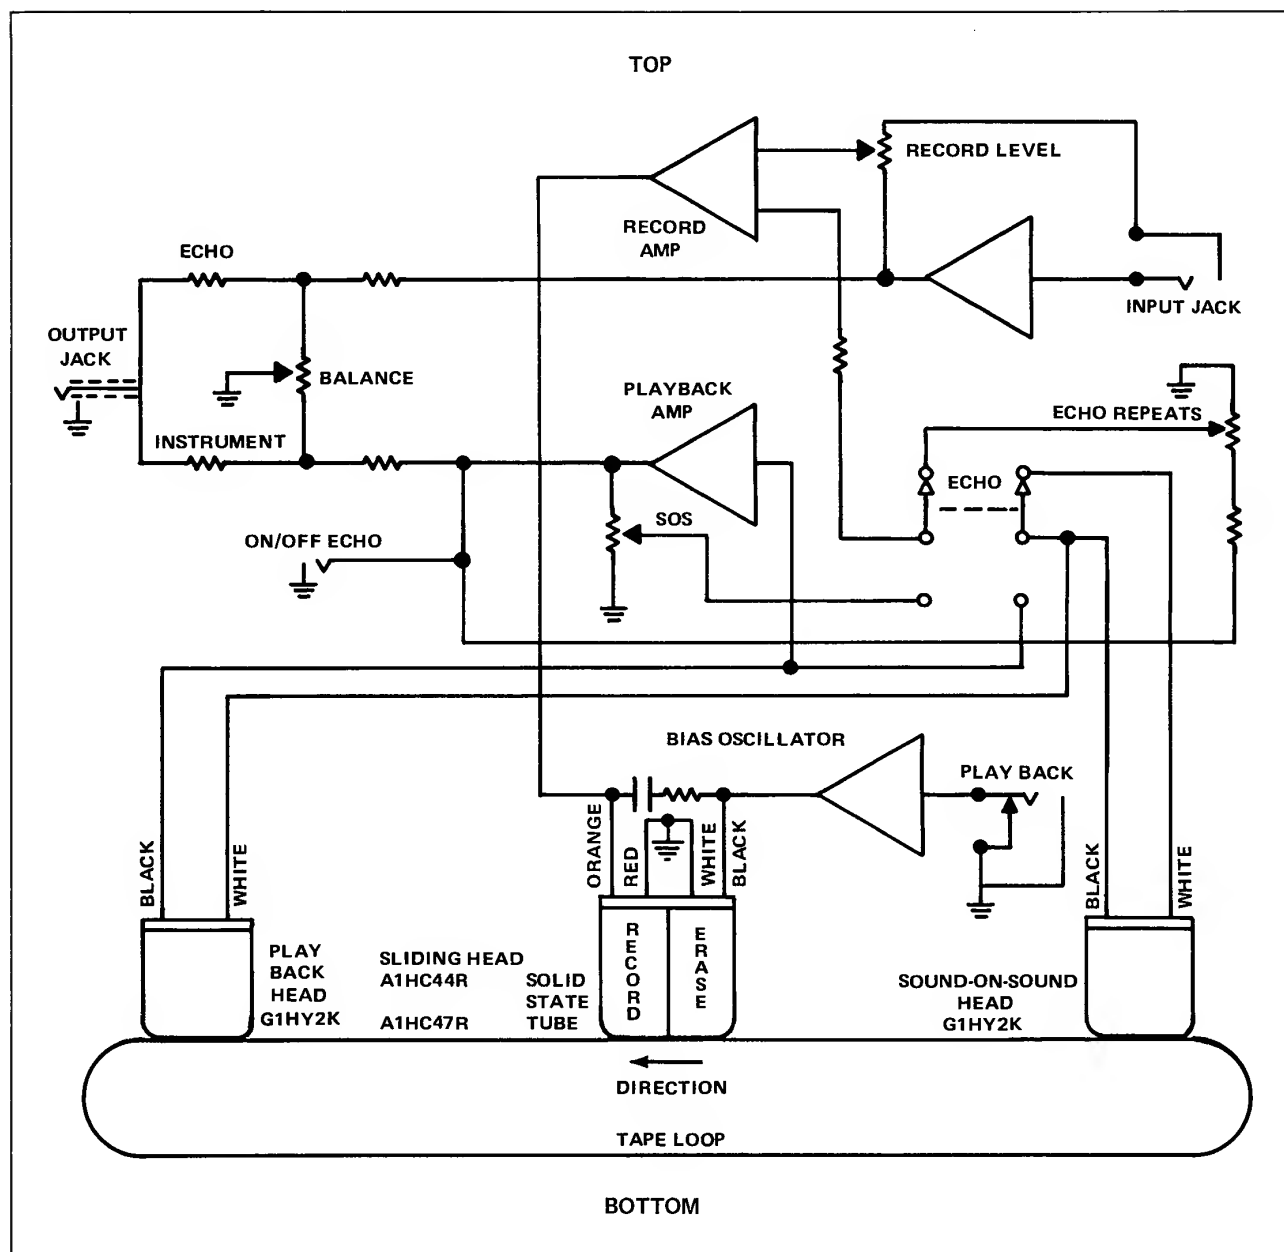 TOP
RECORD LEVEL
RECORD
AMP
ECHO
INPUT JACK
OUTPUT
JACK
BALANCE
PLAYBACK
AMP
ECHO REPEATS
INSTRUMENT
ECHO
SOS
ON/OFF ECHO
BIAS OSCILLATOR
PLAY BACK
BLACK
WHITE
ORANGE
RED
WHITE
BLACK
BLACK
WHITE
PLAY
BACK
HEAD
G1HY2K
SLIDING HEAD
A1HC44R SOLID
STATE
A1HC47R TUBE
RECORD
ERASE
SOUND-ON-SOUND
HEAD
G1HY2K
DIRECTION
TAPE LOOP
BOTTOM